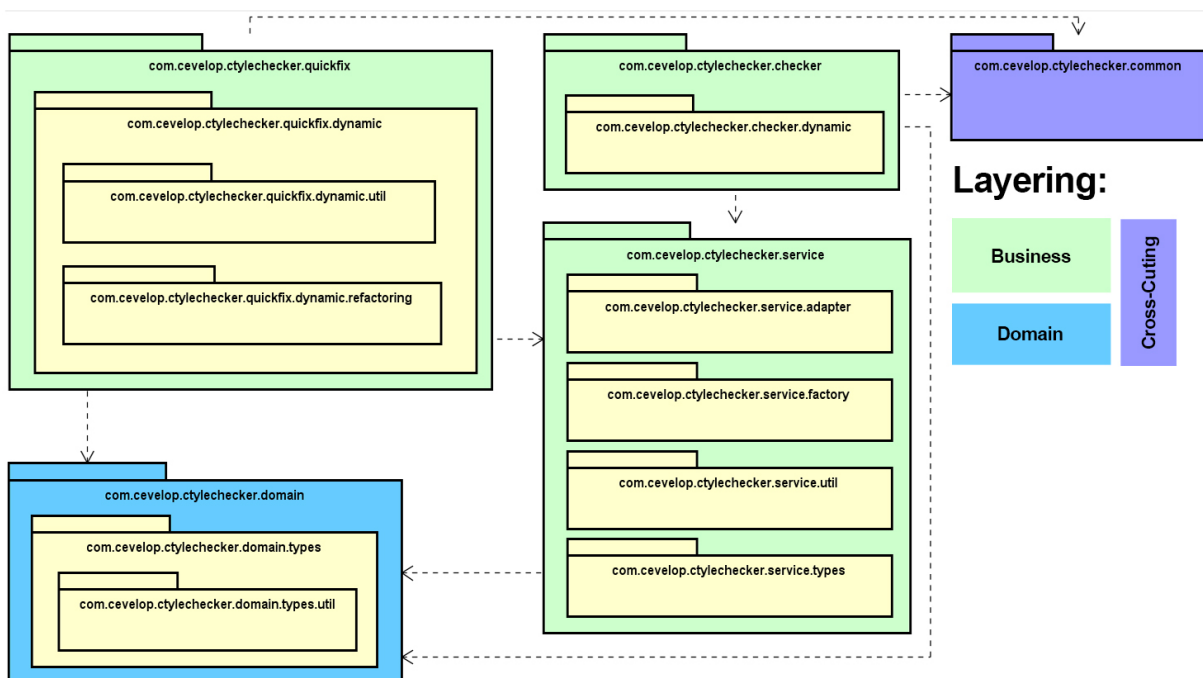 com.cevelop.ctylechecker.quickfix
com.cevelop.ctylechecker.quickfix.dynamic
com.cevelop.ctylechecker.quickfix.dynamic.util
com.cevelop.ctylechecker.quickfix.dynamic.refactoring
com.cevelop.ctylechecker.checker
com.cevelop.ctylechecker.checker.dynamic
com.cevelop.ctylechecker.common
Layering:
Business
Domain
Cross-Cuting
com.cevelop.ctylechecker.service
com.cevelop.ctylechecker.service.adapter
com.cevelop.ctylechecker.service.factory
com.cevelop.ctylechecker.service.util
com.cevelop.ctylechecker.service.types
com.cevelop.ctylechecker.domain
com.cevelop.ctylechecker.domain.types
com.cevelop.ctylechecker.domain.types.util